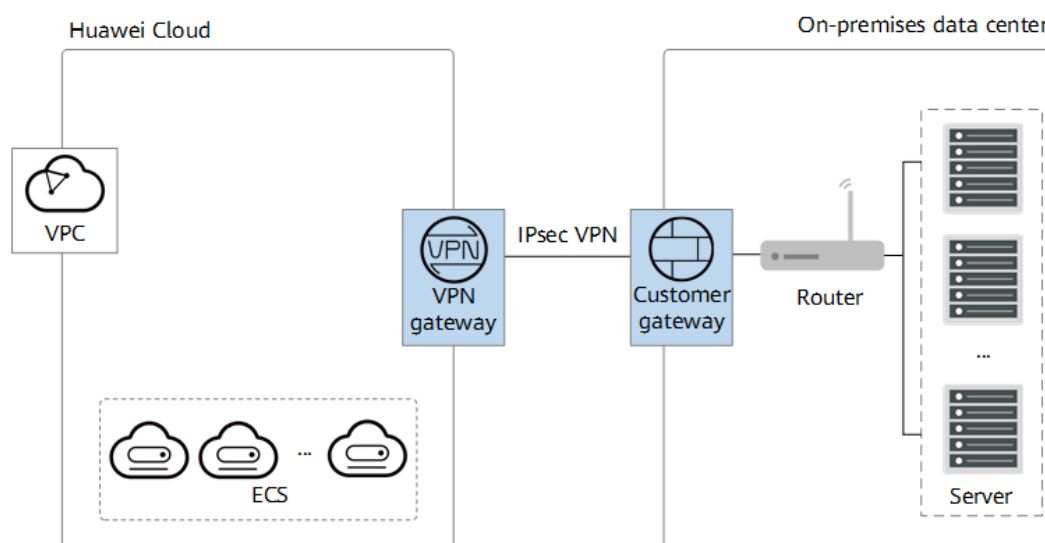 Huawei Cloud
On-premises data center
VPC
VPN
VPN
gateway
IPsec VPN
Customer
gateway
Router
...
...
ECS
Server